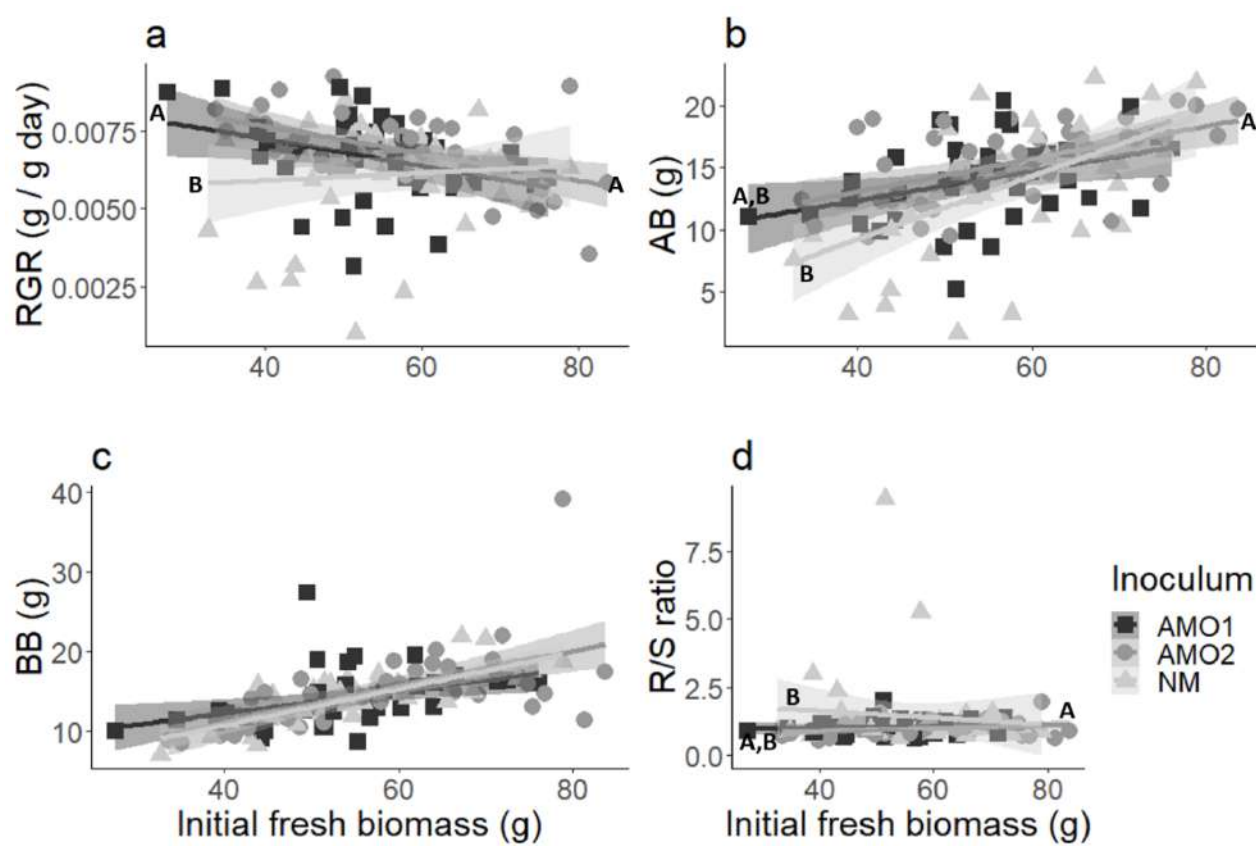 a
RGR (g / g day)
0.0075
0.0050
0.0025
A
B
A
40
60
80
b
AB (g)
20
15
10
5
A,B
B
A
40
60
80
c
BB (g)
40
30
20
10
40
60
80
Initial fresh biomass (g)
d
R/S ratio
7.5
5.0
2.5
0.0
B
A,B
A
40
60
80
Initial fresh biomass (g)
Inoculum
AMO1
AMO2
NM